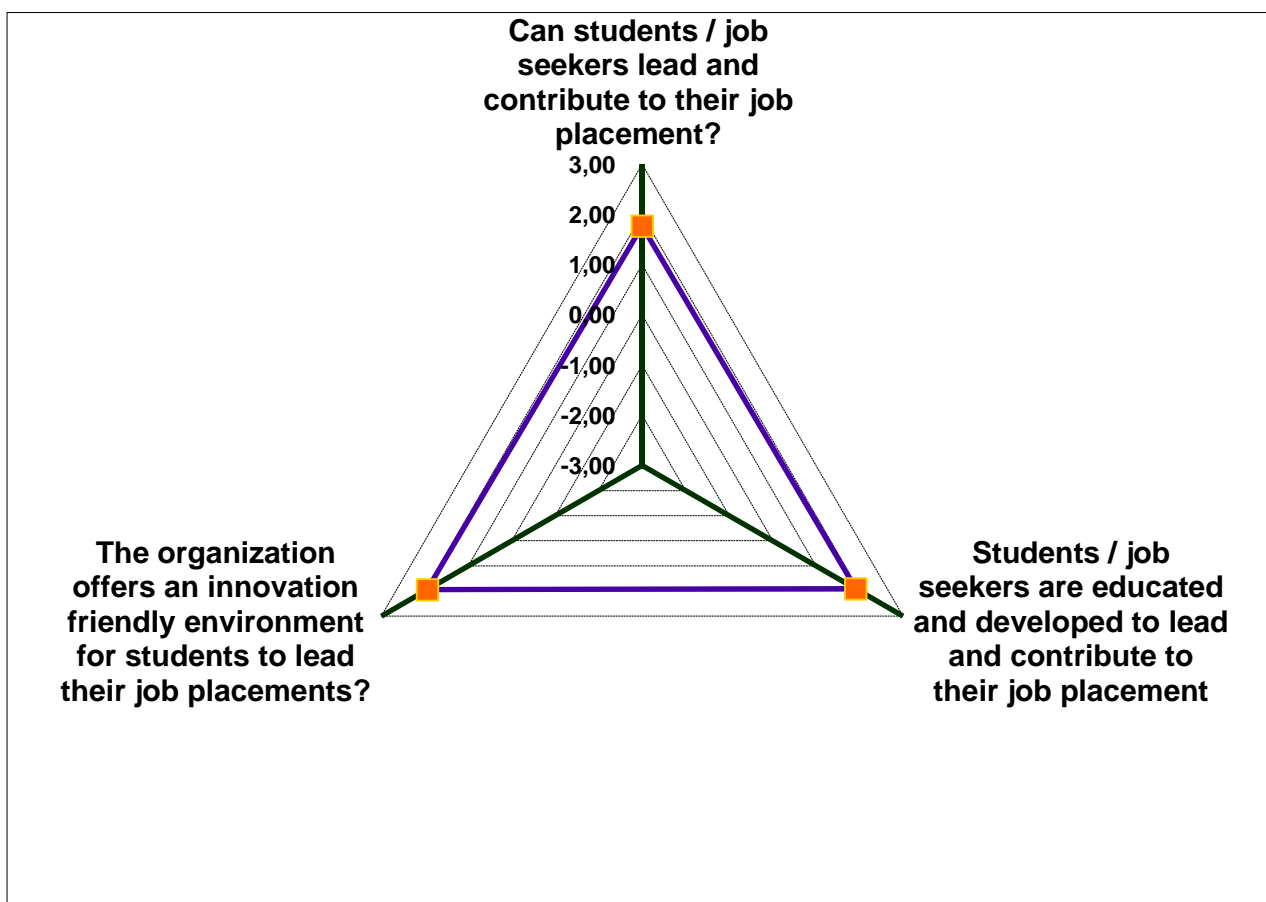 Can students / job
seekers lead and
contribute to their job
placement?
3,00
2,00
1,00
0,00
-1,00
-2,00
-3,00
The organization
offers an innovation
friendly environment
for students to lead
their job placements?
Students / job
seekers are educated
and developed to lead
and contribute to
their job placement